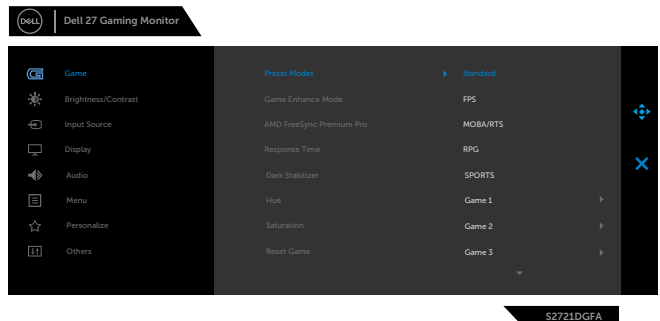 DELL
Dell 27 Gaming Monitor
Game
Preset Modes
Standard
Brightness/Contrast
Game Enhance Mode
FPS
Input Source
AMD FreeSync Premium Pro
MOBA/RTS
Display
Response Time
RPG
Audio
Dark Stabilizer
SPORTS
Menu
Hue
Game 1
Personalize
Saturation
Game 2
Others
Reset Game
Game 3
S2721DGFA